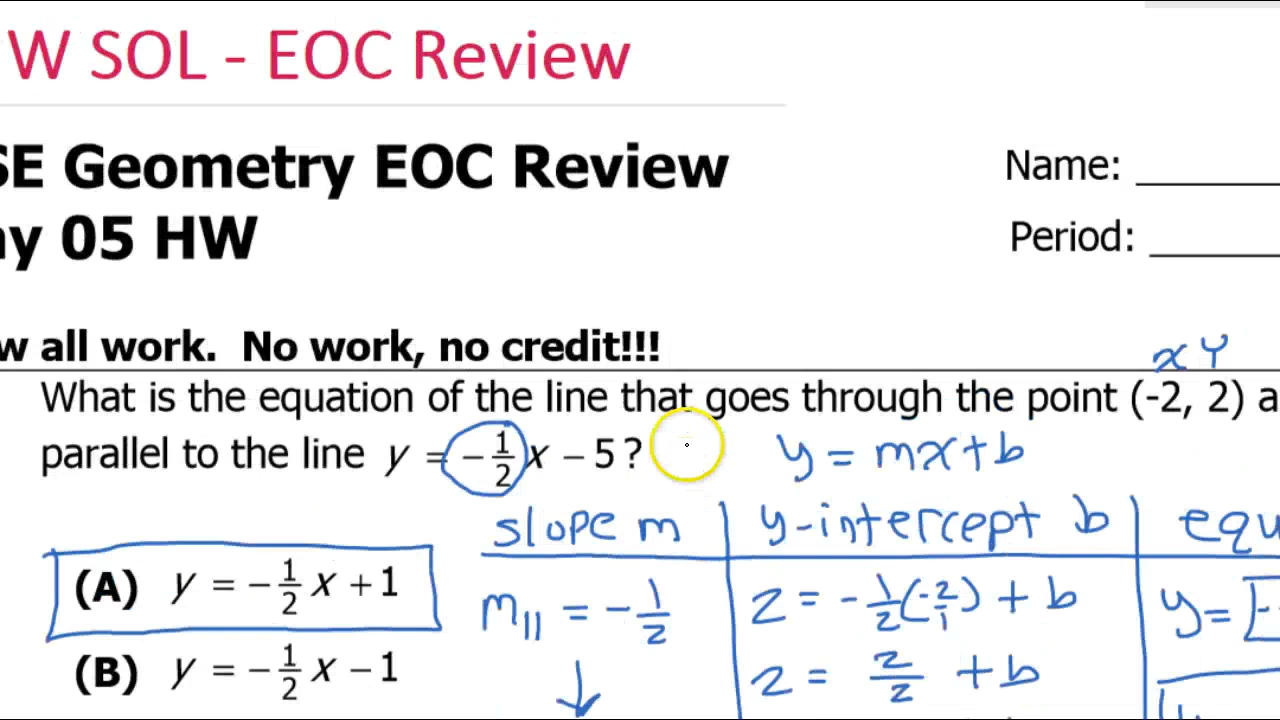 W SOL - EOC Review
SE Geometry EOC Review
Name:
ay 05 HW
Period:
w all work. No work, no credit!!!
x Y
What is the equation of the line that goes through the point (-2, 2) a
parallel to the line y = -1/2 x - 5?
y = mx+b
slope m
y-intercept b
equ
(A) y = -1/2 x + 1
m|| = -1/2
2 = -1/2(-2/1) + b
y=
(B) y = -1/2 x - 1
2 = 2/2 + b